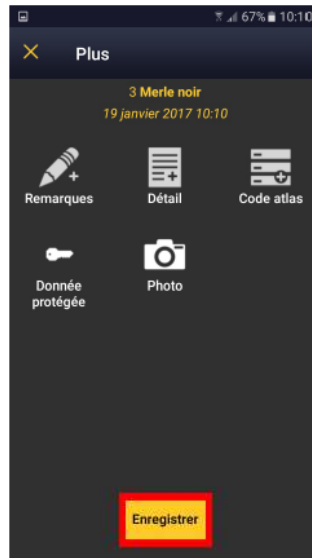 67% 10:10
Plus
3 Merle noir
19 janvier 2017 10:10
Remarques
Détail
Code atlas
Donnée
protégée
Photo
Enregistrer